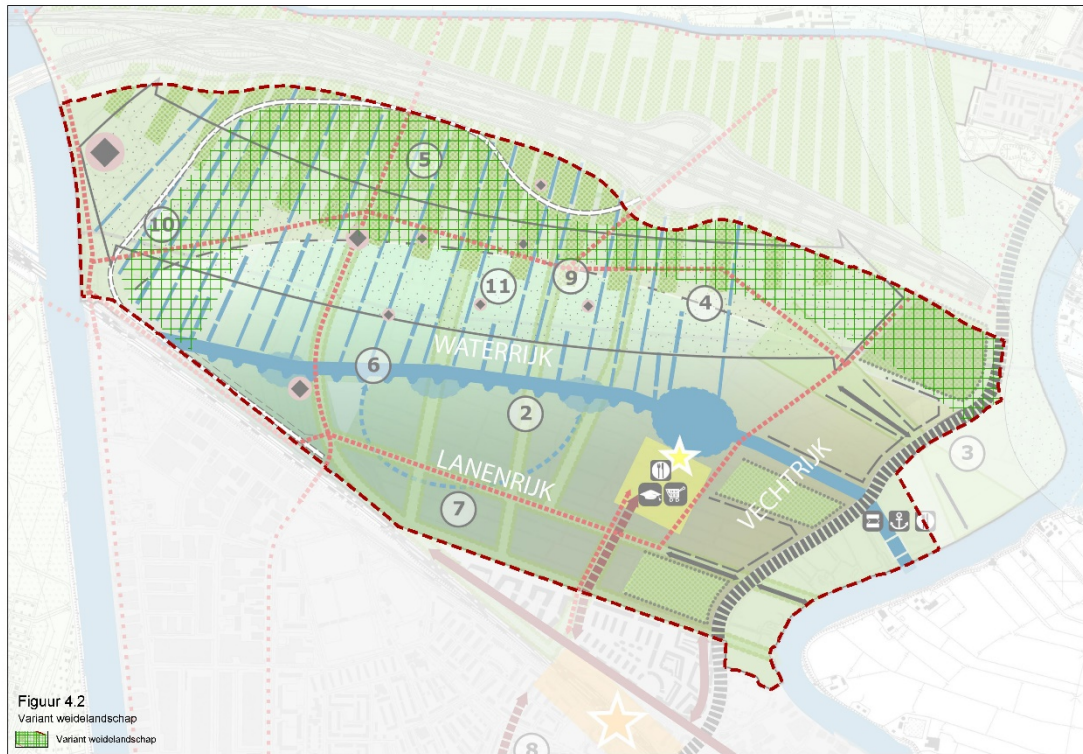 5
10
11
9
4
WATERRIJK
6
2
LANENRIJK
VECHTRIJK
3
7
Figuur 4.2
Variant weidelandschap
Variant weidelandschap
8